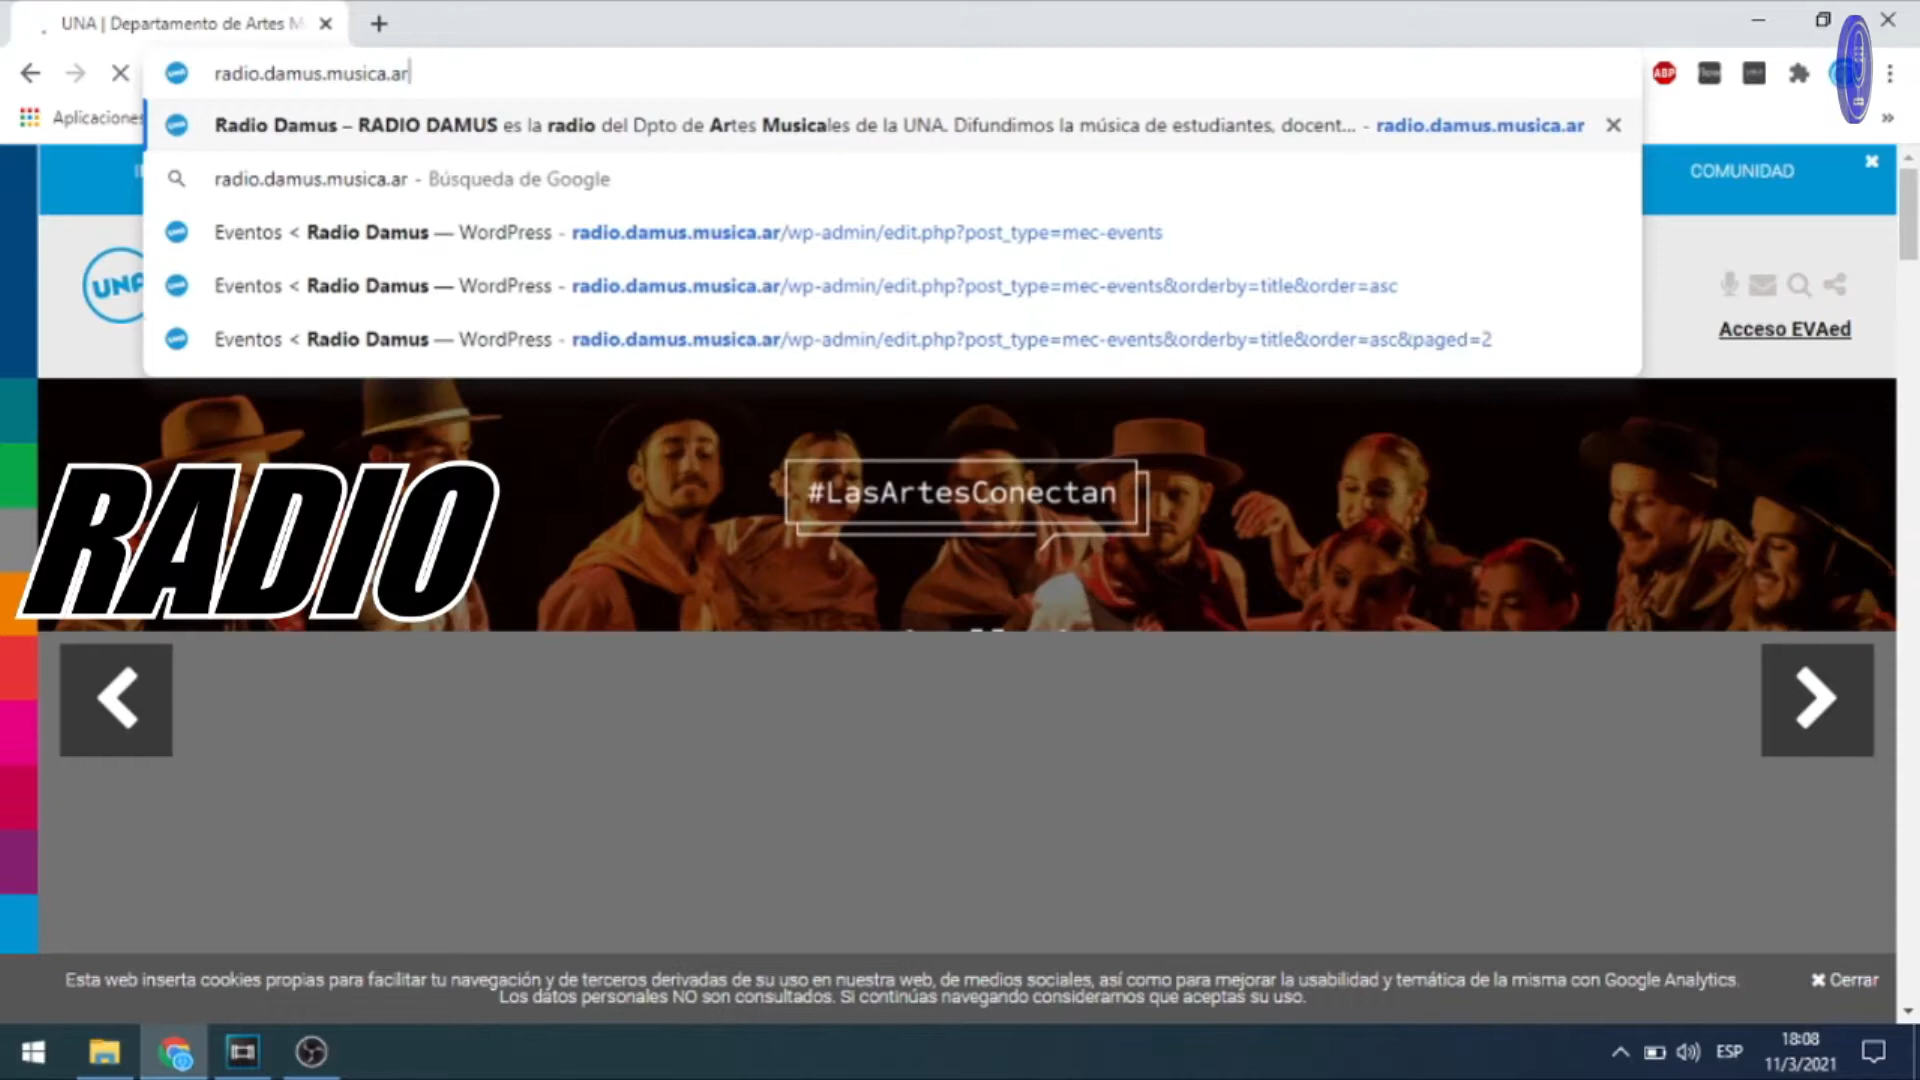 UNA | Departamento de Artes M
radio.damus.musica.ar
Aplicaciones
Radio Damus – RADIO DAMUS es la radio del Dpto de Artes Musicales de la UNA. Difundimos la música de estudiantes, docent... - radio.damus.musica.ar
radio.damus.musica.ar - Búsqueda de Google
Eventos < Radio Damus — WordPress - radio.damus.musica.ar/wp-admin/edit.php?post_type=mec-events
Eventos < Radio Damus — WordPress - radio.damus.musica.ar/wp-admin/edit.php?post_type=mec-events&orderby=title&order=asc
Eventos < Radio Damus — WordPress - radio.damus.musica.ar/wp-admin/edit.php?post_type=mec-events&orderby=title&order=asc&paged=2
ABP
COMUNIDAD
UNA
Acceso EVAed
#LasArtesConectan
RADIO
Esta web inserta cookies propias para facilitar tu navegación y de terceros derivadas de su uso en nuestra web, de medios sociales, así como para mejorar la usabilidad y temática de la misma con Google Analytics.
Los datos personales NO son consultados. Si continúas navegando consideramos que aceptas su uso.
Cerrar
ESP
18:08
11/3/2021